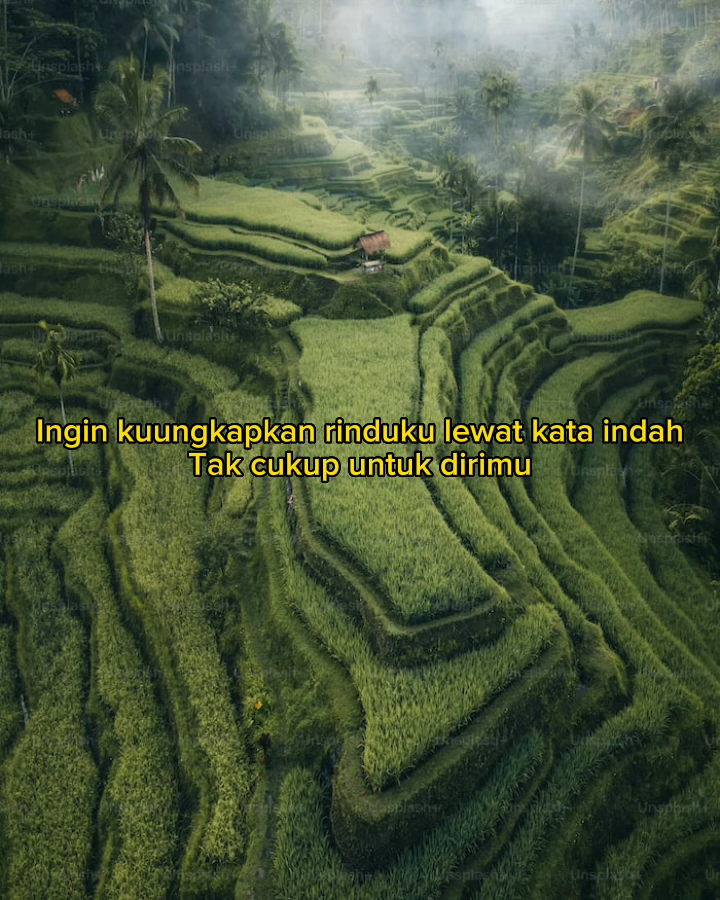 Ingin kuungkapkan rinduku lewat kata indah
Tak cukup untuk dirimu